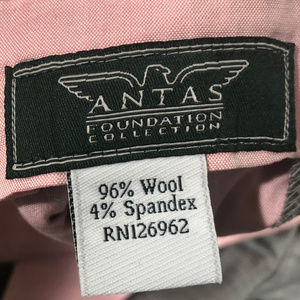 ANTAS
FOUNDATION
COLLECTION
96% Wool
4% Spandex
RN126962